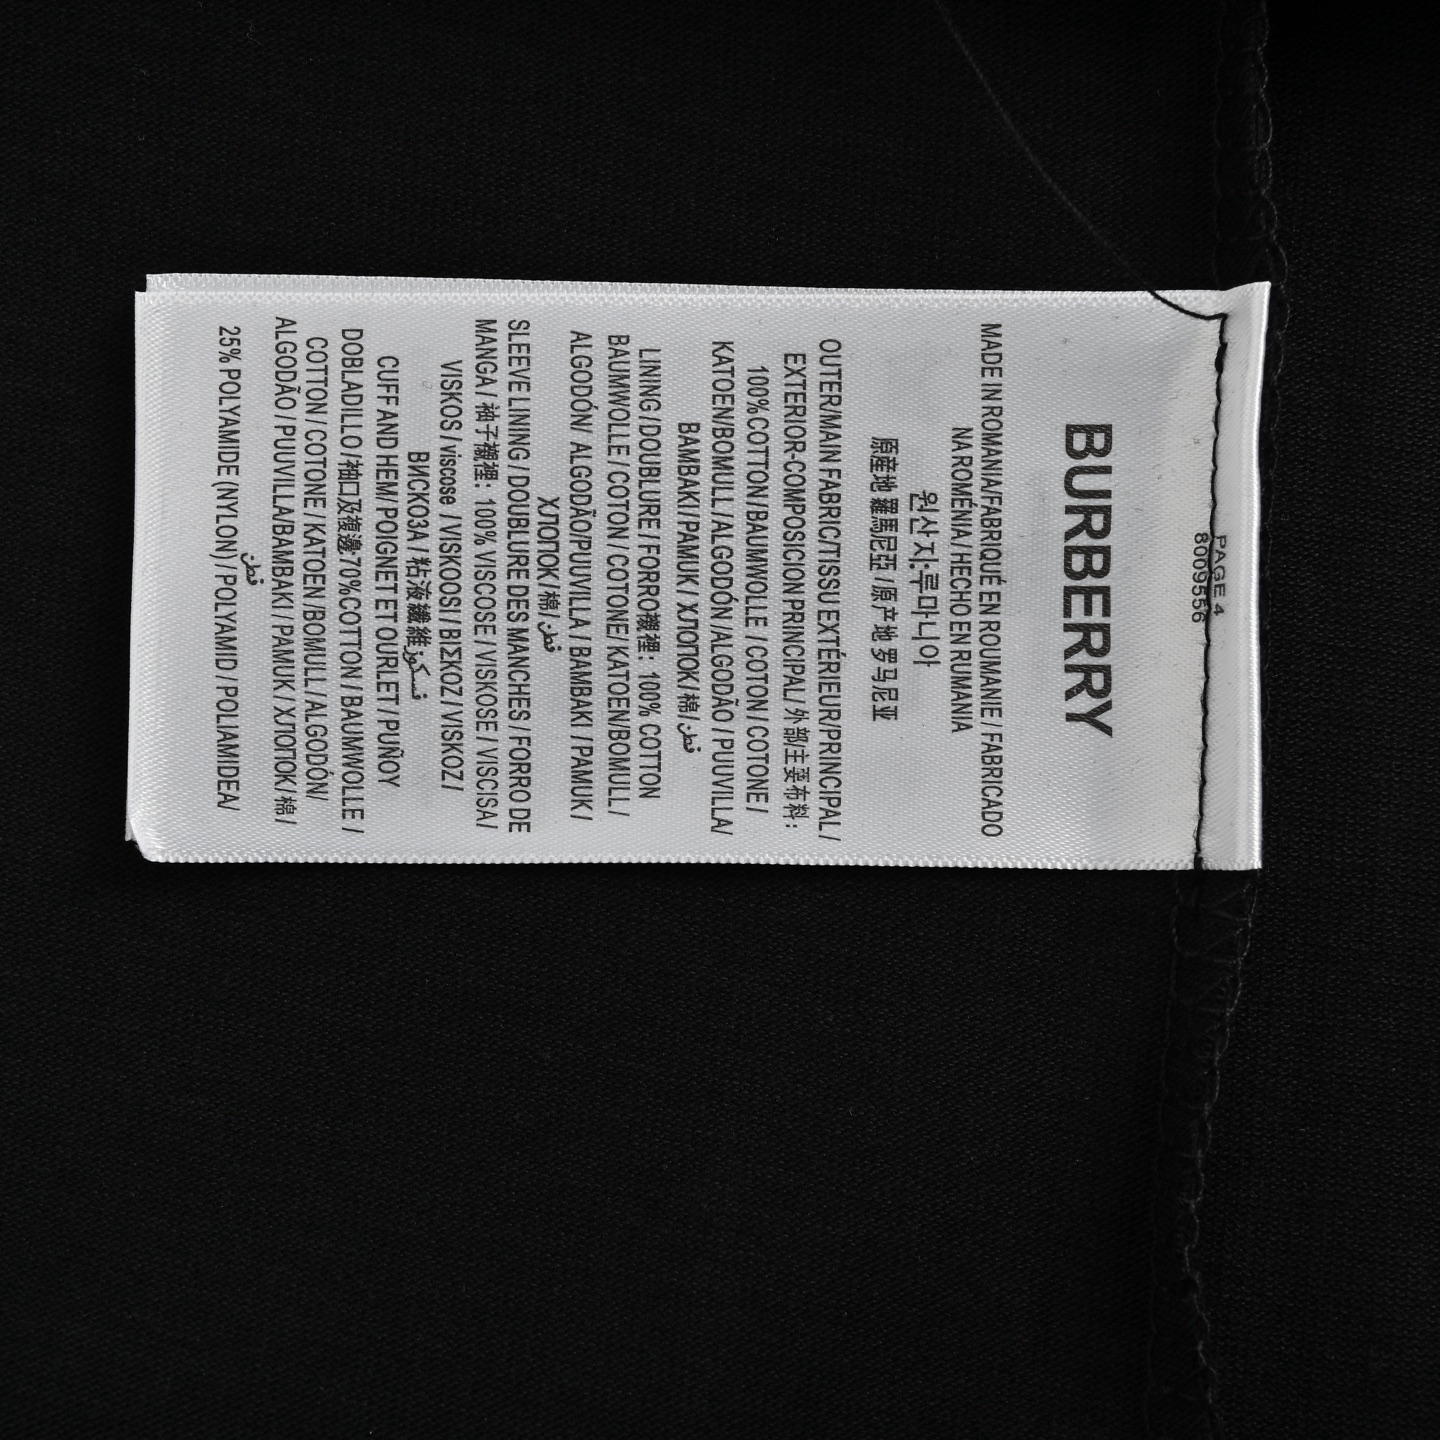 PAGE 4
8009556
BURBERRY
MADE IN ROMANIA/FABRIQUÉ EN ROUMANIE / FABRICADO
NA ROMÉNIA / HECHO EN RUMANIA
원산지:루마니아
原産地 羅馬尼亞 /原产地 罗马尼亚
OUTER/MAIN FABRIC/TISSU EXTÉRIEUR/PRINCIPAL /
EXTERIOR-COMPOSICION PRINCIPAL/ 外部/主要布料:
100% COTTON / BAUMWOLLE / COTON / COTONE /
KATOEN/BOMULL / ALGODÓN / ALGODÃO / PUUVILLA/
BAMBAKI / PAMUK / ХЛОПОК / 棉 / قطن
LINING / DOUBLURE / FORRO襯裡: 100% COTTON
BAUMWOLLE / COTON / COTONE / KATOEN/BOMULL /
ALGODÓN/ ALGODÃO/PUUVILLA / BAMBAKI / PAMUK /
ХЛОПОК / 棉 / قطن
SLEEVE LINING / DOUBLURE DES MANCHES / FORRO DE
MANGA / 袖子襯裡: 100% VISCOSE / VISKOSE / VISCISA/
VISKOS / viscose / VISKOOSI / ΒΙΣΚΟΖ / VISKOZ /
ВИСКОЗА / 粘液纖維 فسكوز /
CUFF AND HEM/ POIGNET ET OURLET / PUÑOY
DOBLADILLO / 袖口及複邊:70%COTTON / BAUMWOLLE /
COTTON / COTONE / KATOEN /BOMULL / ALGODÓN/
ALGODÃO / PUUVILLA/BAMBAKI / PAMUK / ХЛОПОК / 棉 /
قطن
25% POLYAMIDE (NYLON) / POLYAMID / POLIAMIDEA/